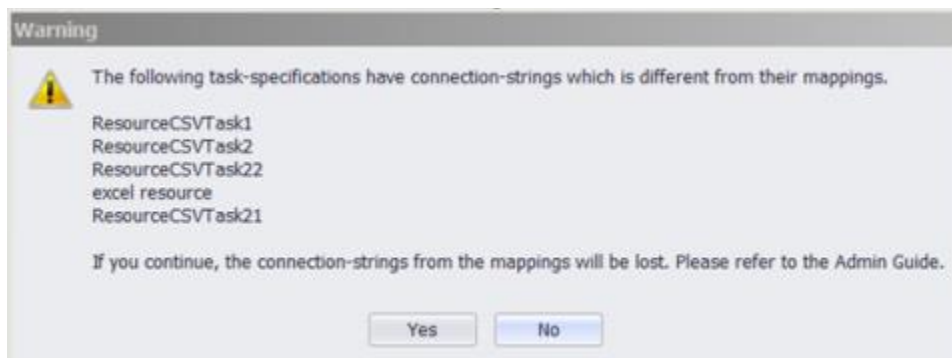 Warning
The following task-specifications have connection-strings which is different from their mappings.
ResourceCSVTask1
ResourceCSVTask2
ResourceCSVTask22
excel resource
ResourceCSVTask21
If you continue, the connection-strings from the mappings will be lost. Please refer to the Admin Guide.
Yes No